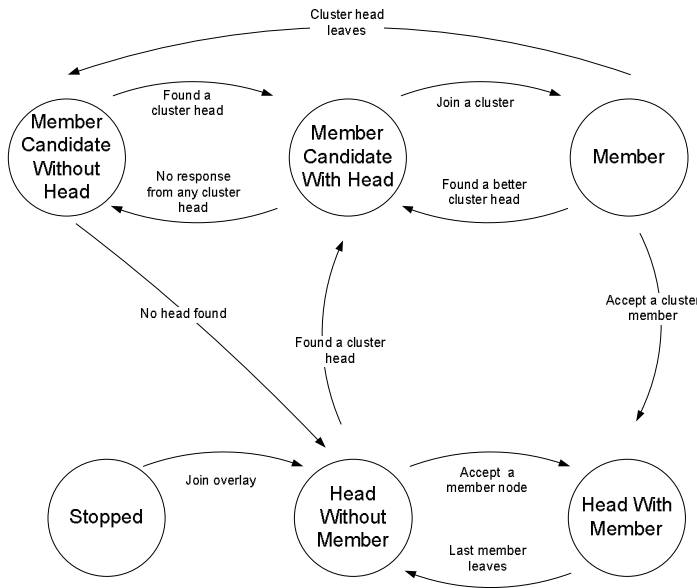 Cluster head
leaves
Found a
cluster head
Join a cluster
Member
Candidate
Without
Head
Member
Candidate
With Head
Member
No response
from any cluster
head
Found a better
cluster head
No head found
Found a cluster
head
Accept a cluster
member
Stopped
Join overlay
Head
Without
Member
Accept a
member node
Head With
Member
Last member
leaves